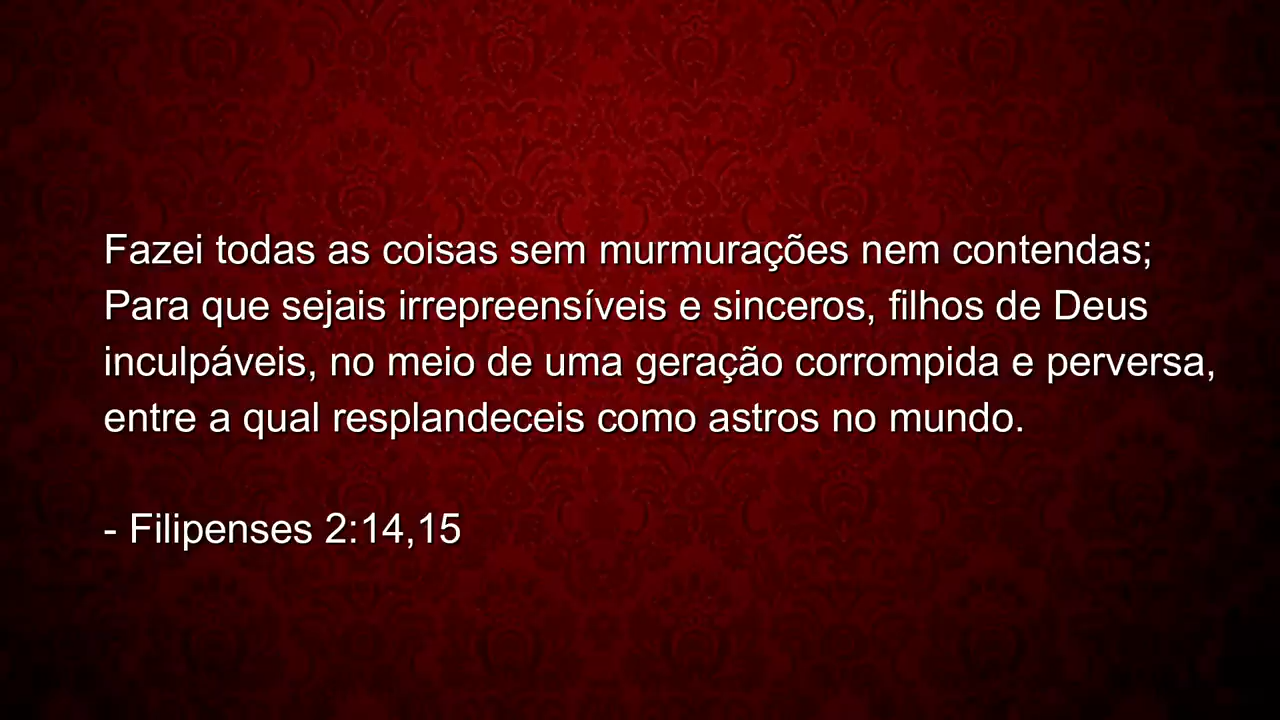 Fazei todas as coisas sem murmurações nem contendas;
Para que sejais irrepreensíveis e sinceros, filhos de Deus
inculpáveis, no meio de uma geração corrompida e perversa,
entre a qual resplandeceis como astros no mundo.
- Filipenses 2:14,15